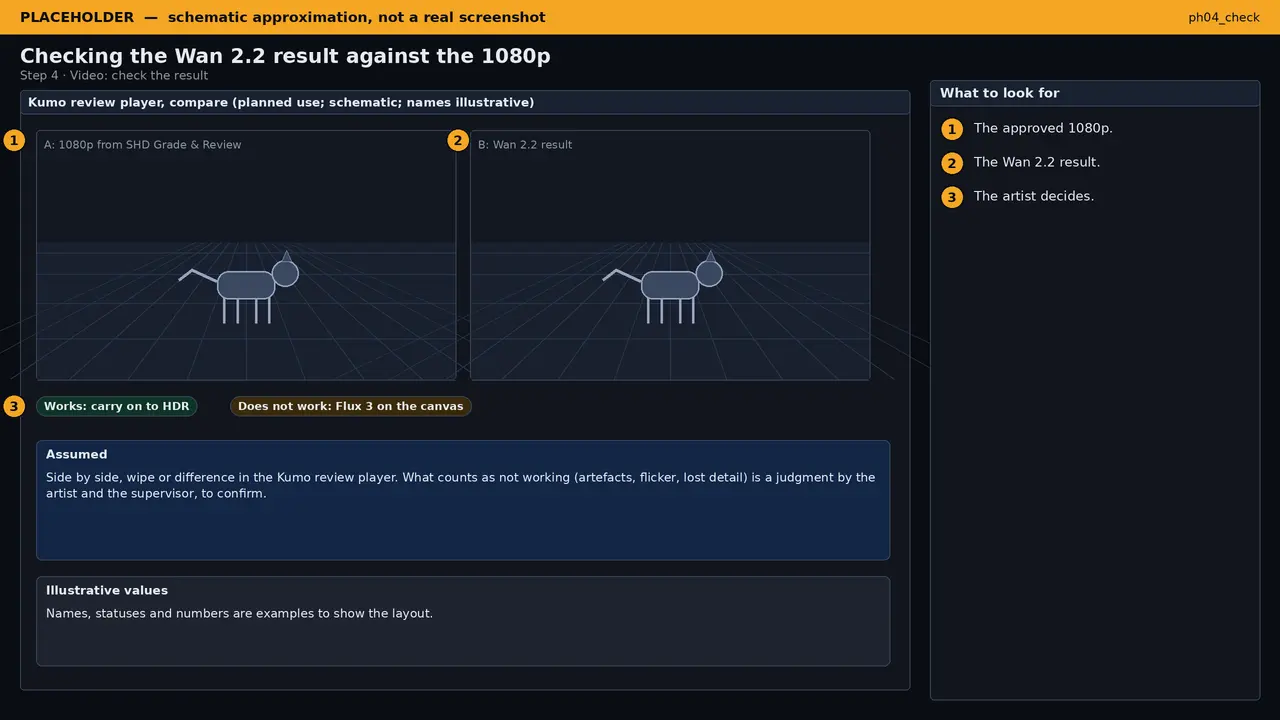 PLACEHOLDER — schematic approximation, not a real screenshot
ph04_check
Checking the Wan 2.2 result against the 1080p
Step 4 · Video: check the result
Kumo review player, compare (planned use; schematic; names illustrative)
1
A: 1080p from SHD Grade & Review
2
B: Wan 2.2 result
3
Works: carry on to HDR
Does not work: Flux 3 on the canvas
Assumed
Side by side, wipe or difference in the Kumo review player. What counts as not working (artefacts, flicker, lost detail) is a judgment by the
artist and the supervisor, to confirm.
Illustrative values
Names, statuses and numbers are examples to show the layout.
What to look for
1 The approved 1080p.
2 The Wan 2.2 result.
3 The artist decides.